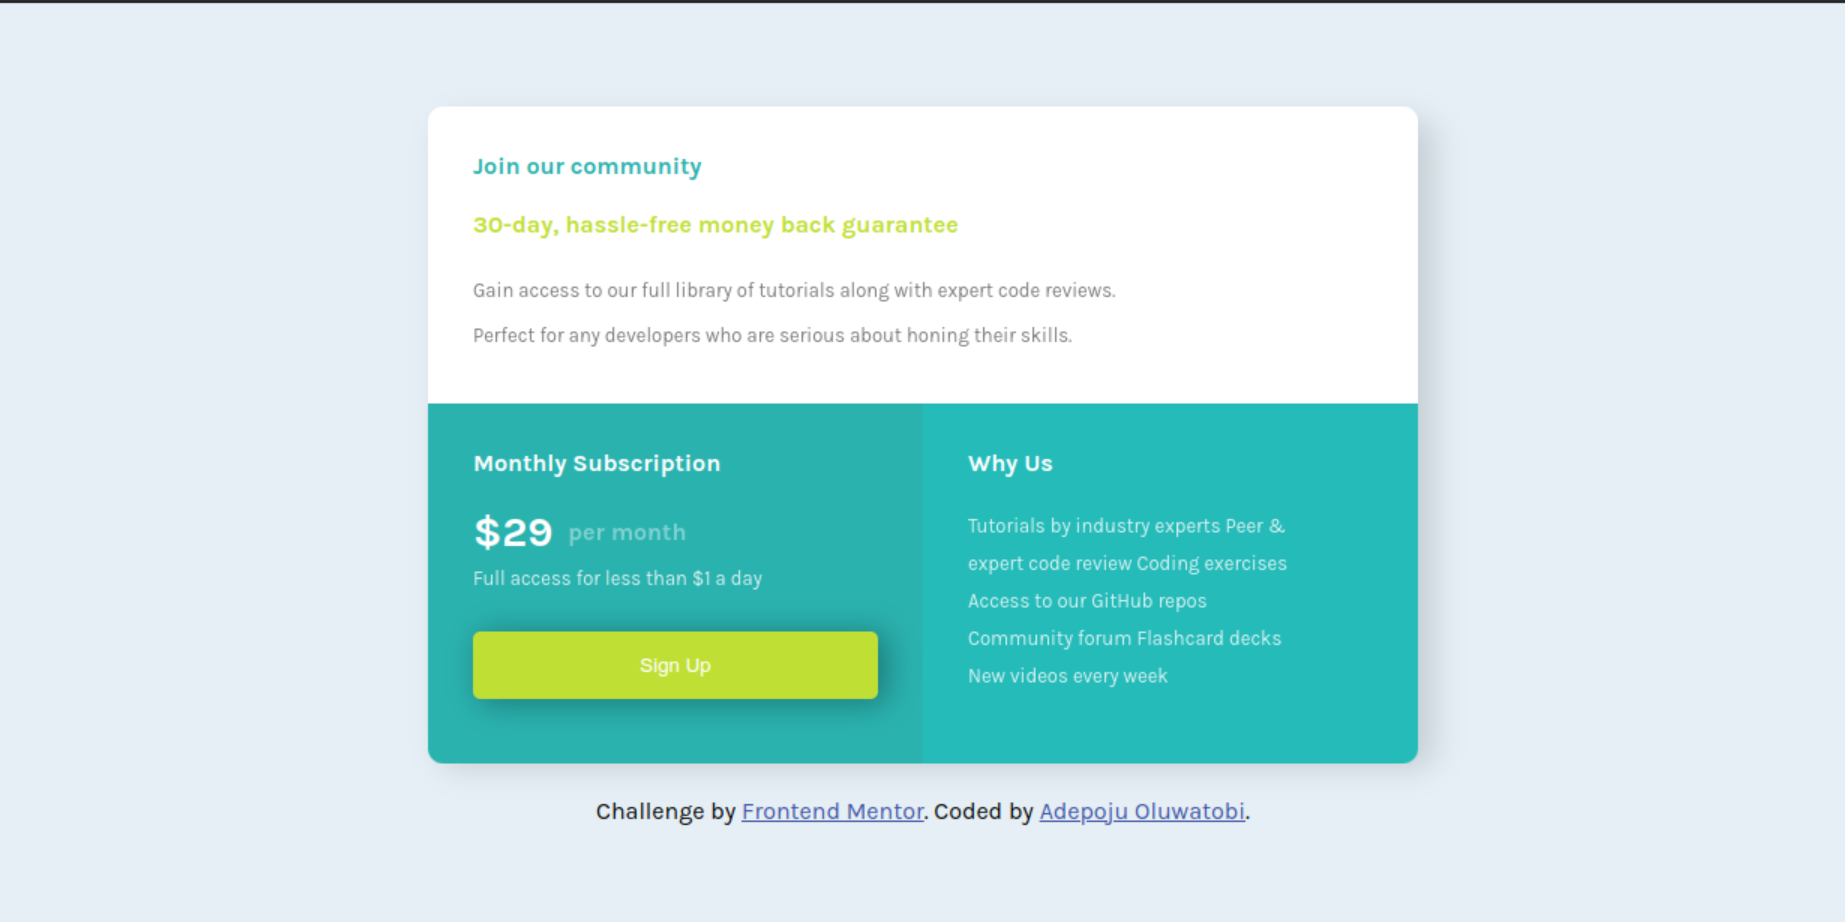 Join our community
30-day, hassle-free money back guarantee
Gain access to our full library of tutorials along with expert code reviews.
Perfect for any developers who are serious about honing their skills.
Monthly Subscription
$29 per month
Full access for less than $1 a day
Sign Up
Why Us
Tutorials by industry experts Peer &
expert code review Coding exercises
Access to our GitHub repos
Community forum Flashcard decks
New videos every week
Challenge by Frontend Mentor. Coded by Adepoju Oluwatobi.